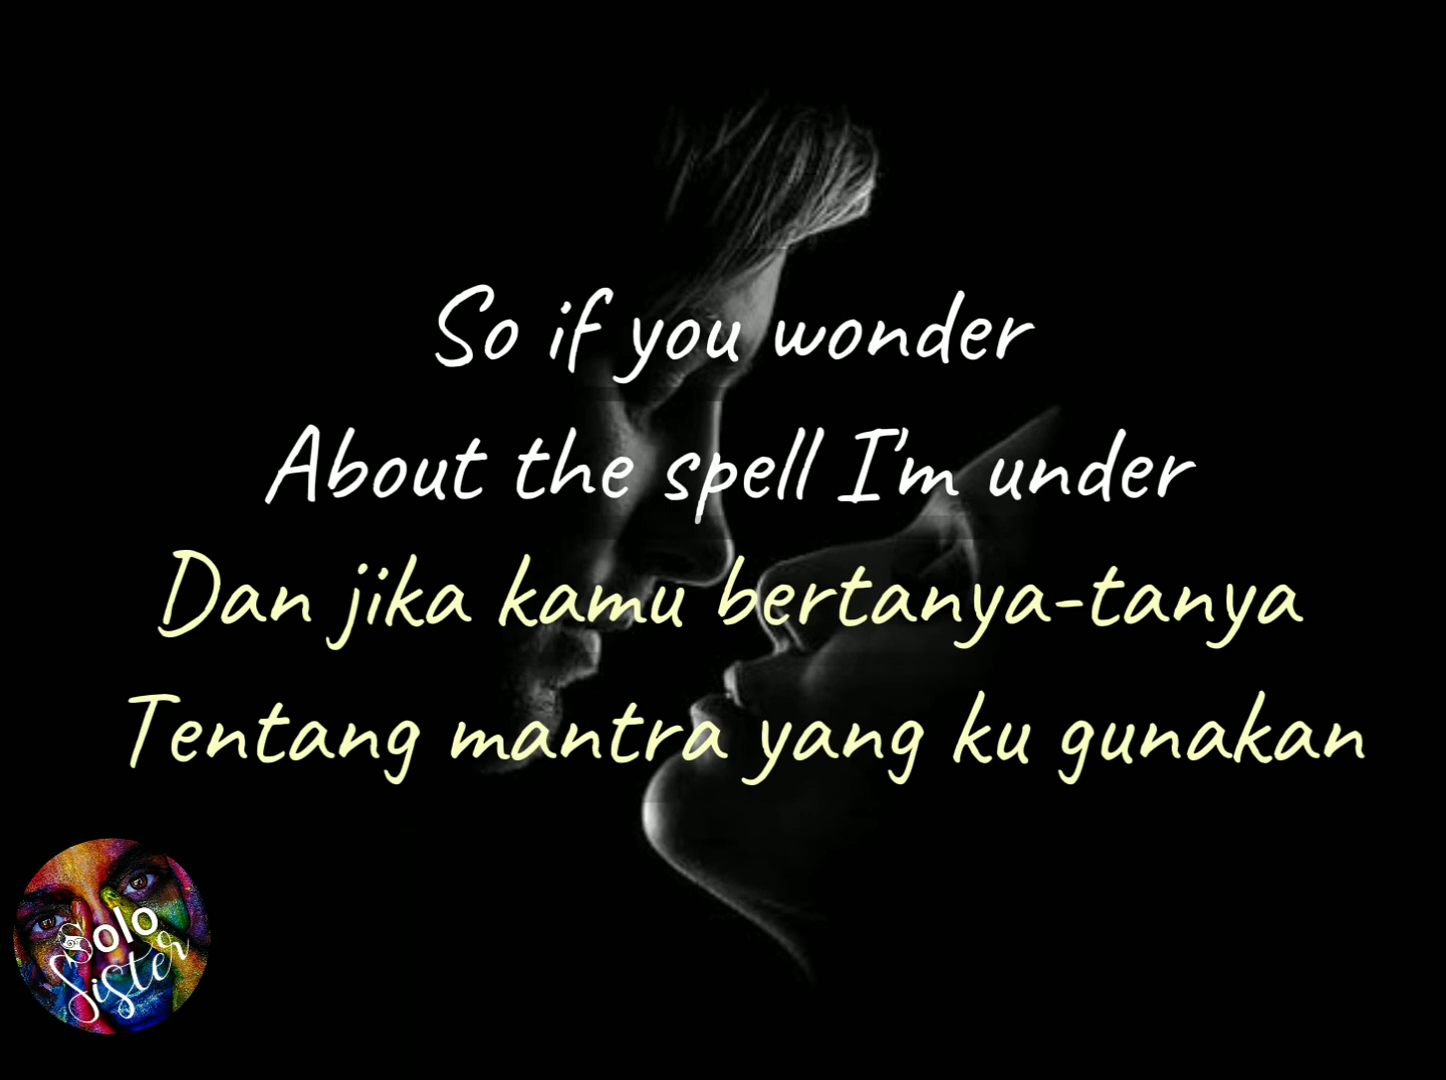 So if you wonder
About the spell I'm under
Dan jika kamu bertanya-tanya
Tentang mantra yang ku gunakan
Solo
Sister